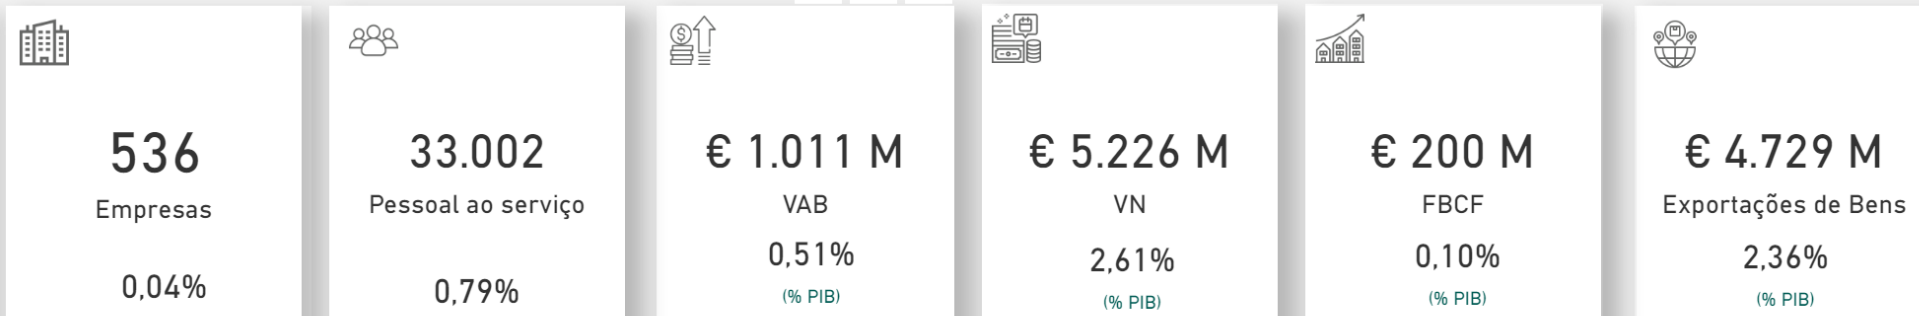 536
Empresas
0,04%
33.002
Pessoal ao serviço
0,79%
€ 1.011 M
VAB
0,51%
(% PIB)
€ 5.226 M
VN
2,61%
(% PIB)
€ 200 M
FBCF
0,10%
(% PIB)
€ 4.729 M
Exportações de Bens
2,36%
(% PIB)